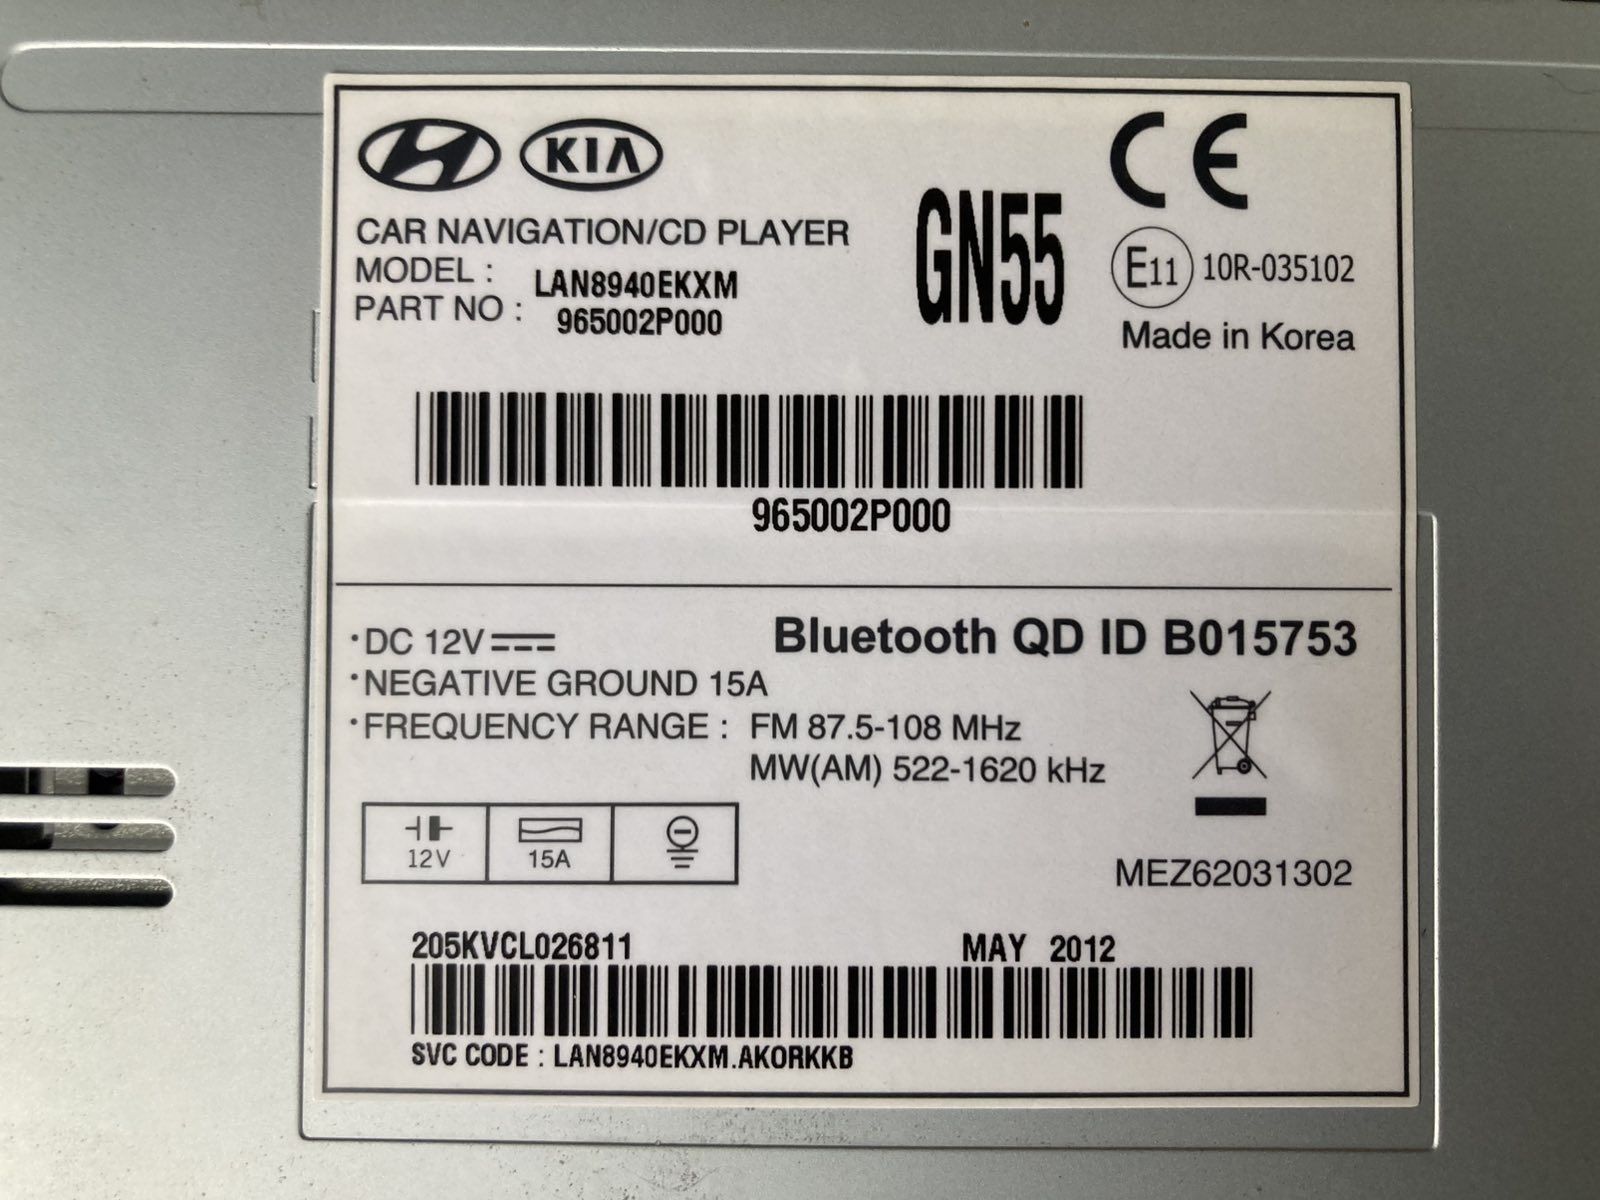 KIA
CE
CAR NAVIGATION/CD PLAYER
MODEL : LAN8940EKXM
PART NO : 965002P000
GN55
E11 10R-035102
Made in Korea
965002P000
·DC 12V
Bluetooth QD ID B015753
·NEGATIVE GROUND 15A
·FREQUENCY RANGE : FM 87.5-108 MHz
MW(AM) 522-1620 kHz
12V 15A
MEZ62031302
205KVCL026811 MAY 2012
SVC CODE : LAN8940EKXM.AKORKKB